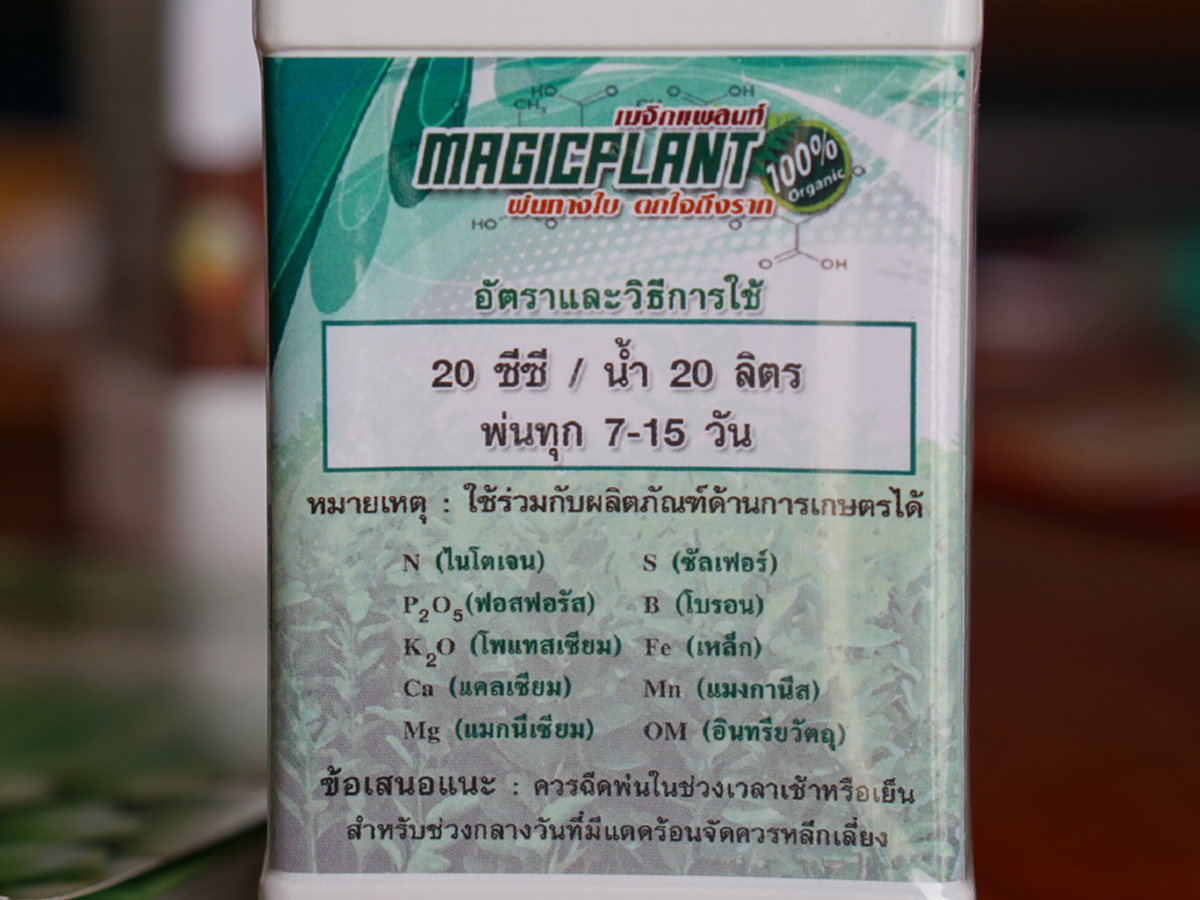 HO
OH
CH₃
เมจิกแพลนท์
MAGICPLANT
100%
Organic
พ่นทางใบ ตกใจถึงราก
HO
O
O
OH
อัตราและวิธีการใช้
20 ซีซี / น้ำ 20 ลิตร
พ่นทุก 7-15 วัน
หมายเหตุ : ใช้ร่วมกับผลิตภัณฑ์ด้านการเกษตรได้
N (ไนโตเจน) S (ซัลเฟอร์)
P₂O₅(ฟอสฟอรัส) B (โบรอน)
K₂O (โพแทสเซียม) Fe (เหล็ก)
Ca (แคลเซียม) Mn (แมงกานีส)
Mg (แมกนีเซียม) OM (อินทรียวัตถุ)
ข้อเสนอแนะ : ควรฉีดพ่นในช่วงเวลาเช้าหรือเย็น
สำหรับช่วงกลางวันที่มีแดดร้อนจัดควรหลีกเลี่ยง